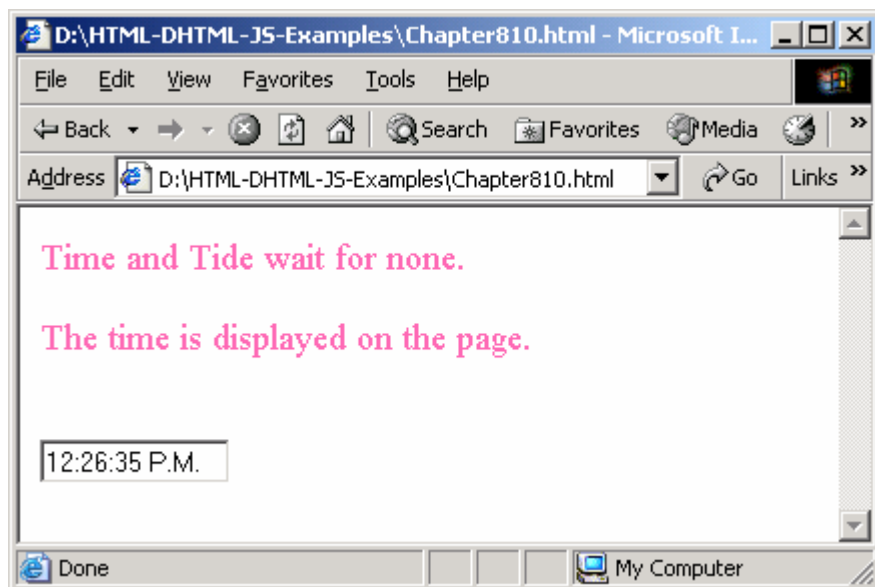 D:\HTML-DHTML-JS-Examples\Chapter810.html - Microsoft I...
File Edit View Favorites Tools Help
Back Search Favorites Media »
Address D:\HTML-DHTML-JS-Examples\Chapter810.html Go Links »
Time and Tide wait for none.
The time is displayed on the page.
12:26:35 P.M.
Done My Computer